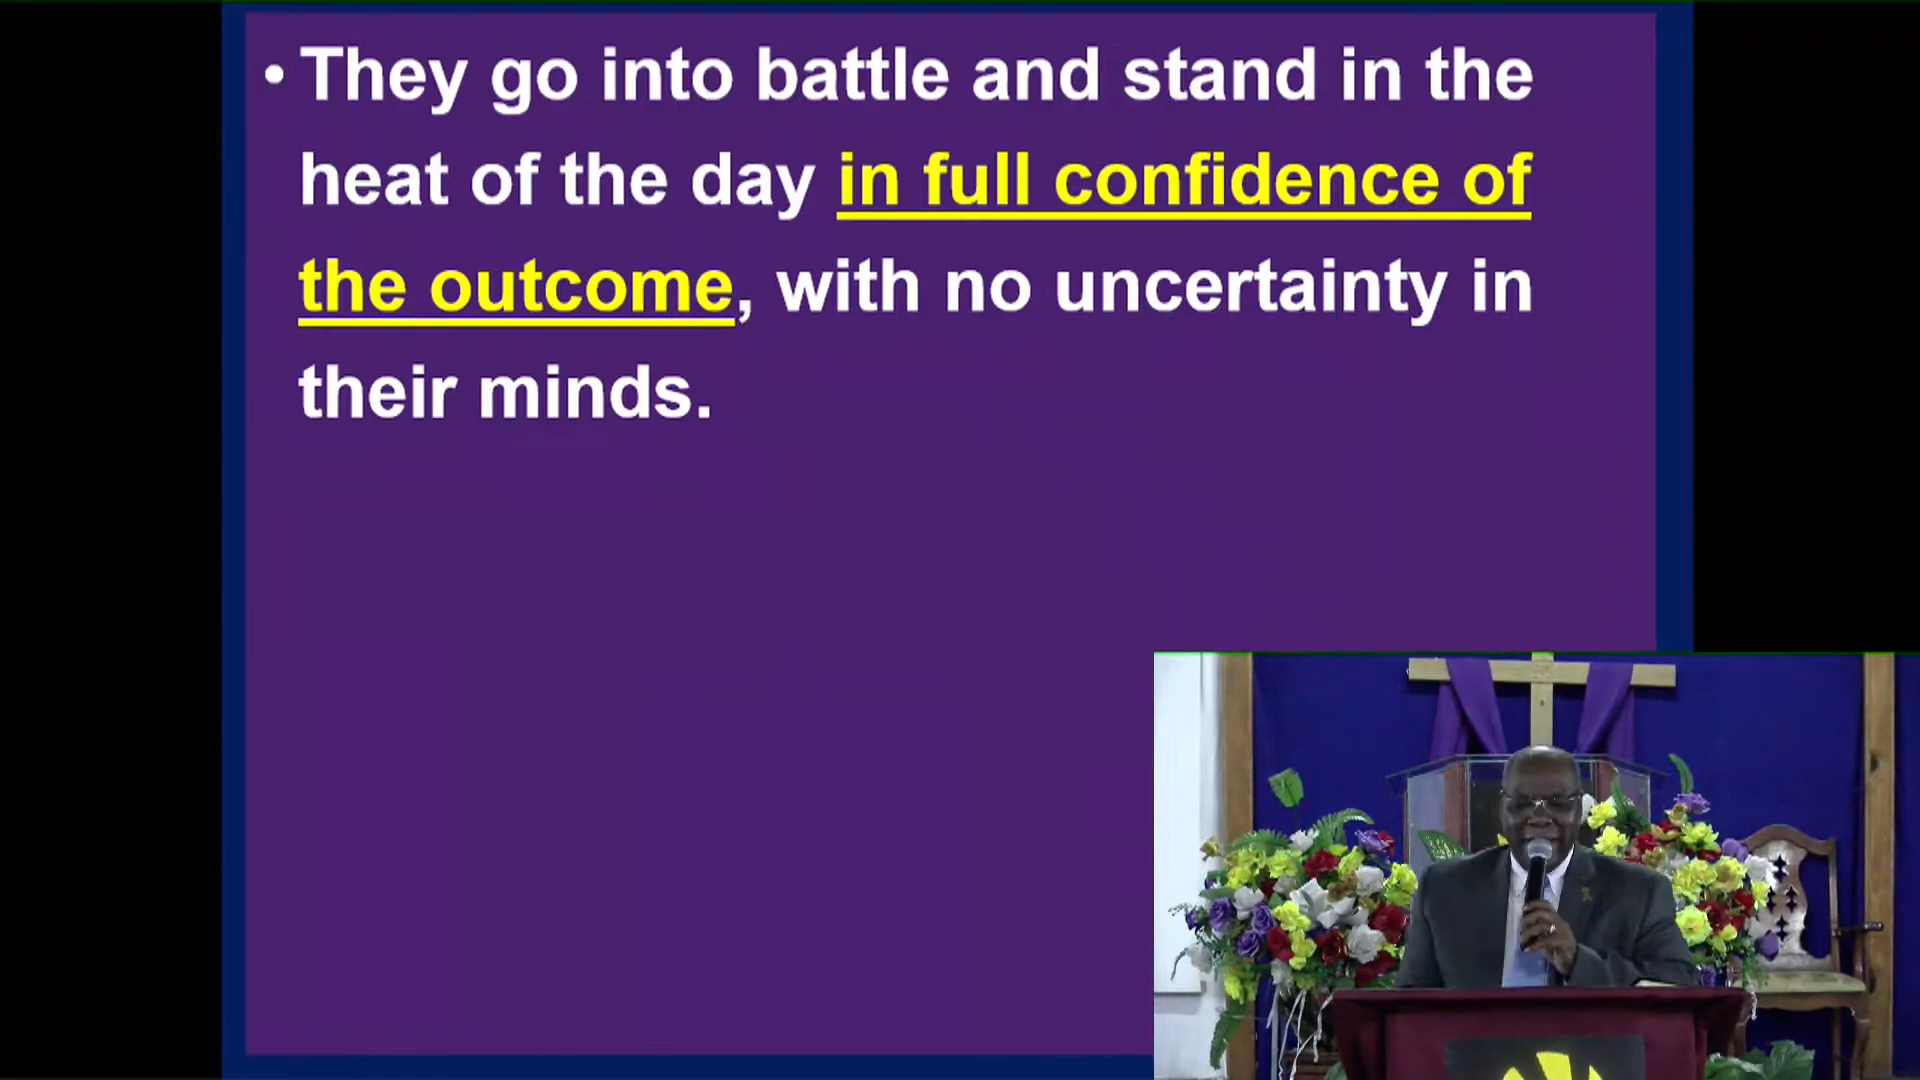 • They go into battle and stand in the
heat of the day in full confidence of
the outcome, with no uncertainty in
their minds.